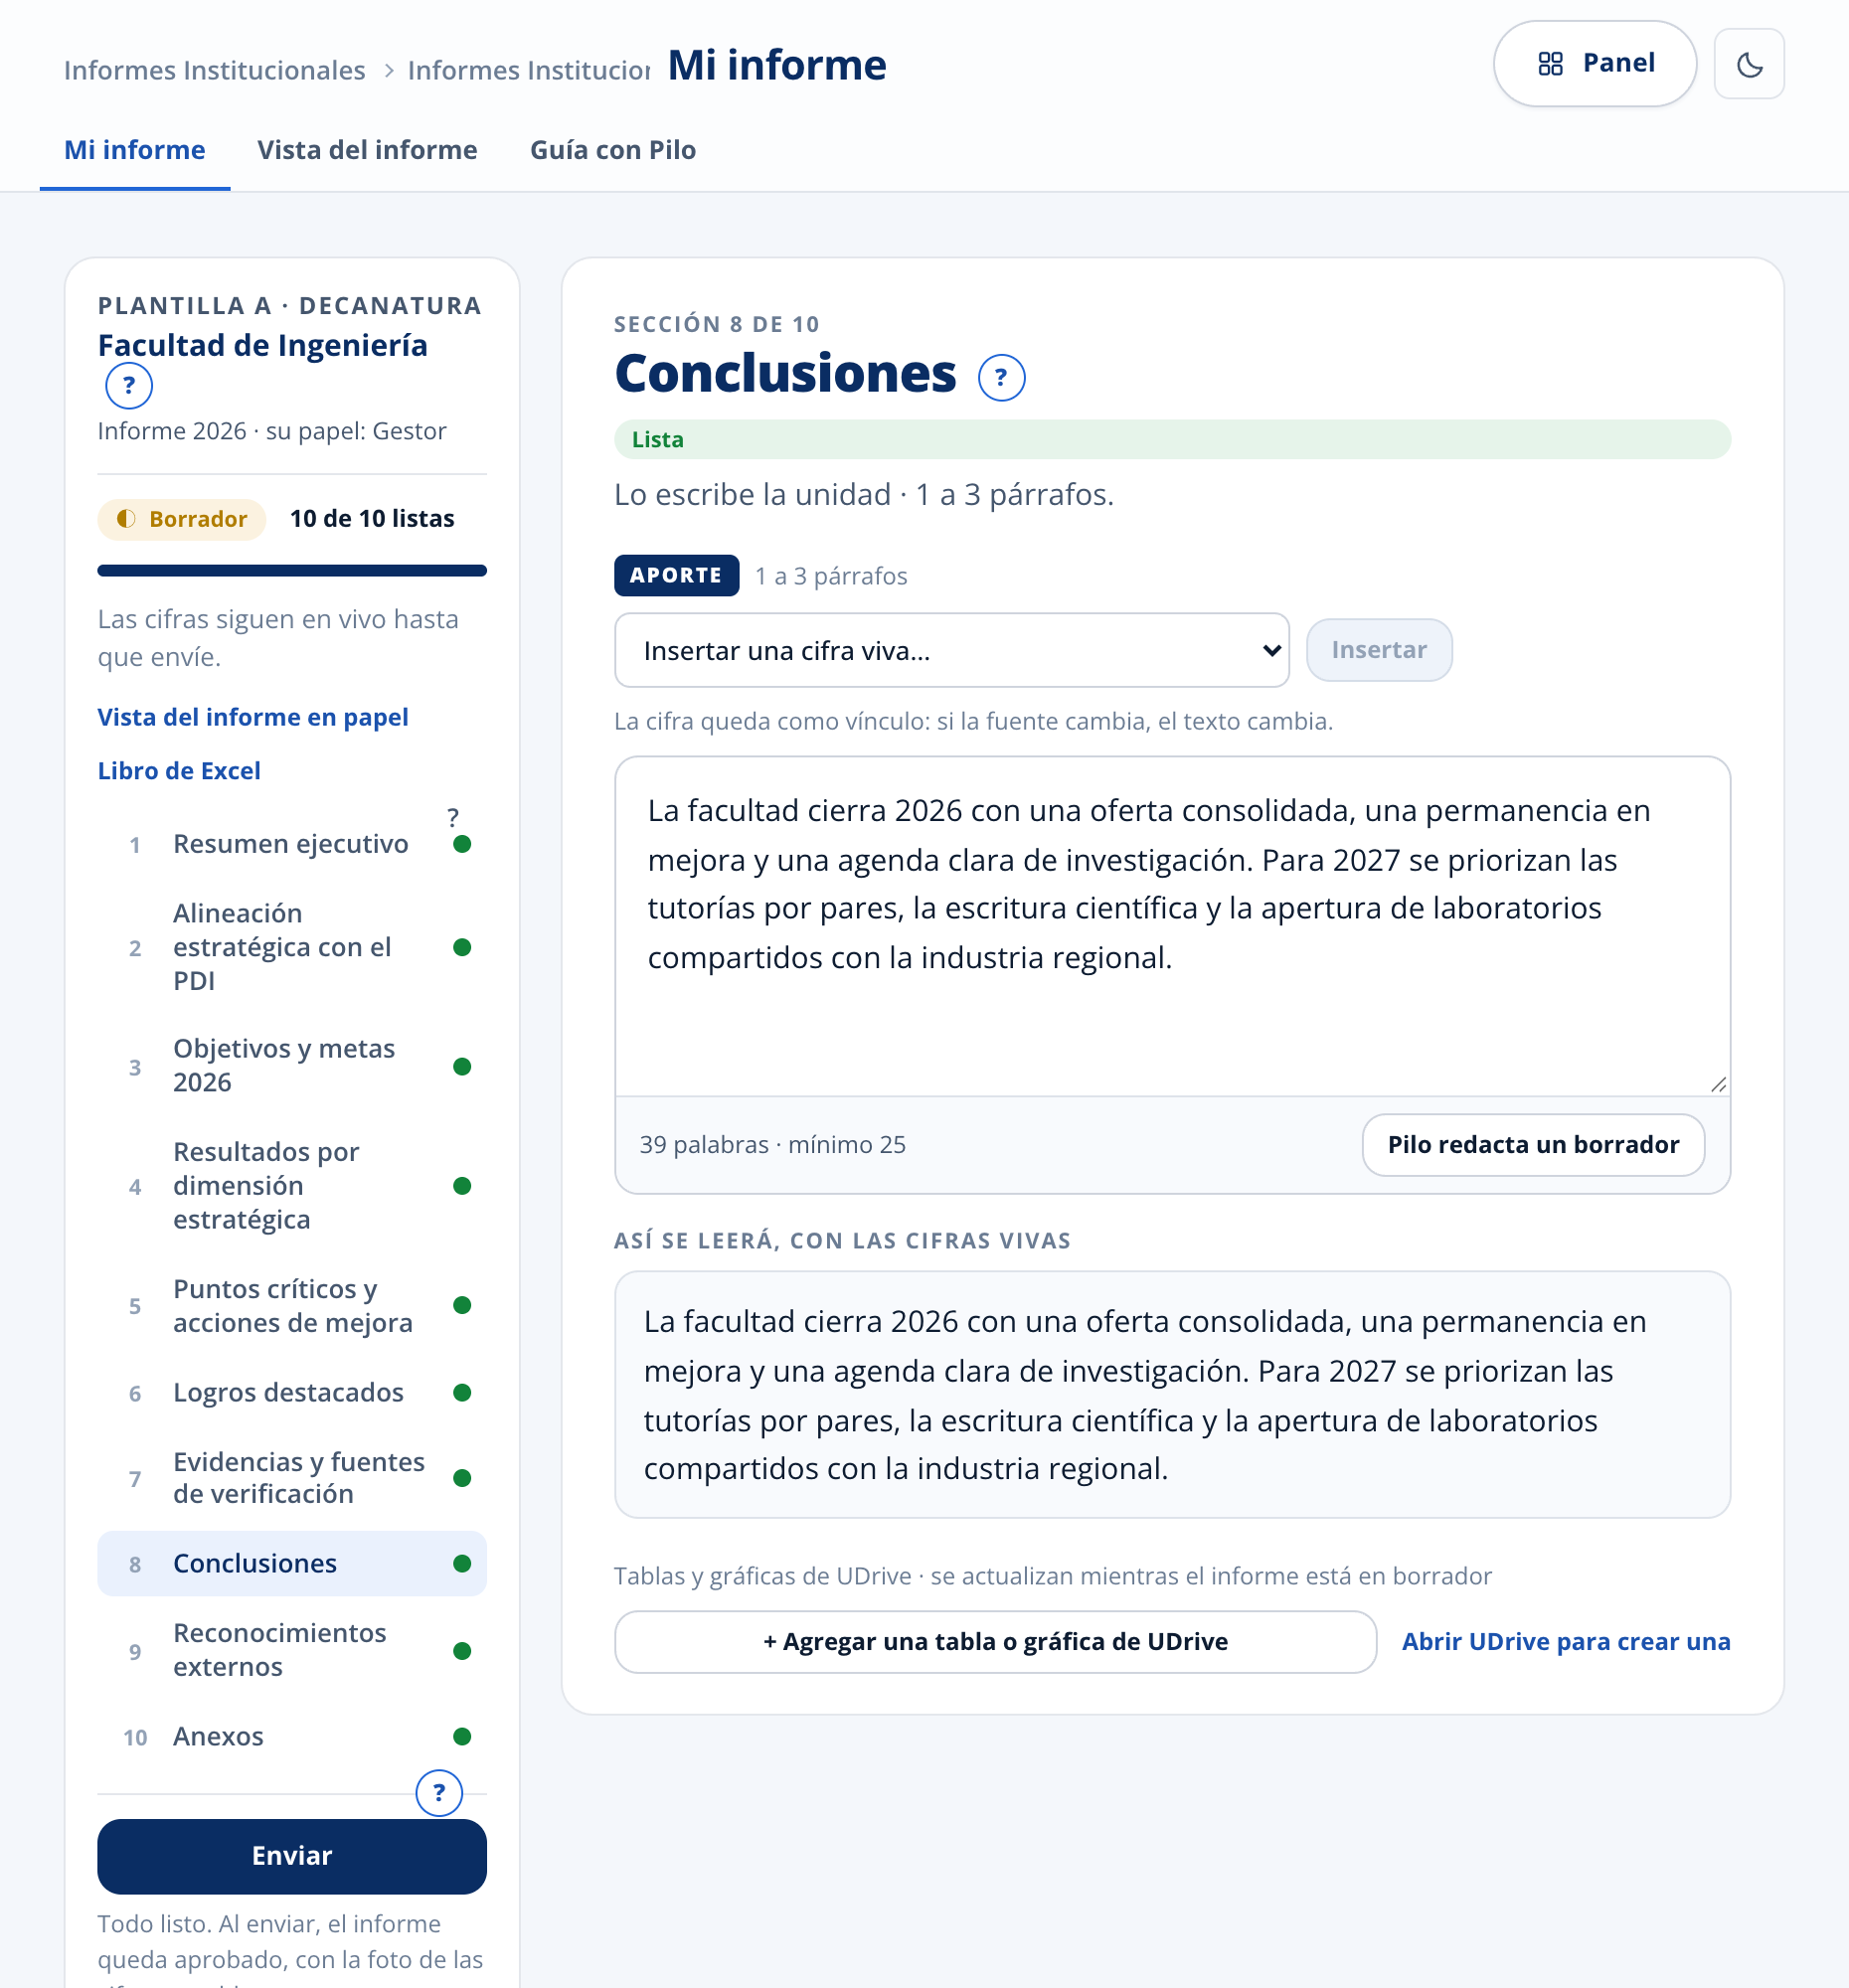 Informes Institucionales > Informes Institucior Mi informe
Panel
Mi informe
Vista del informe
Guía con Pilo
PLANTILLA A · DECANATURA
Facultad de Ingeniería
?
Informe 2026 · su papel: Gestor
Borrador
10 de 10 listas
Las cifras siguen en vivo hasta
que envíe.
Vista del informe en papel
Libro de Excel
?
1 Resumen ejecutivo
2 Alineación
estratégica con el
PDI
3 Objetivos y metas
2026
4 Resultados por
dimensión
estratégica
5 Puntos críticos y
acciones de mejora
6 Logros destacados
7 Evidencias y fuentes
de verificación
8 Conclusiones
9 Reconocimientos
externos
10 Anexos
?
Enviar
Todo listo. Al enviar, el informe
queda aprobado, con la foto de las
SECCIÓN 8 DE 10
Conclusiones ?
Lista
Lo escribe la unidad · 1 a 3 párrafos.
APORTE 1 a 3 párrafos
Insertar una cifra viva...
Insertar
La cifra queda como vínculo: si la fuente cambia, el texto cambia.
La facultad cierra 2026 con una oferta consolidada, una permanencia en
mejora y una agenda clara de investigación. Para 2027 se priorizan las
tutorías por pares, la escritura científica y la apertura de laboratorios
compartidos con la industria regional.
39 palabras · mínimo 25
Pilo redacta un borrador
ASÍ SE LEERÁ, CON LAS CIFRAS VIVAS
La facultad cierra 2026 con una oferta consolidada, una permanencia en
mejora y una agenda clara de investigación. Para 2027 se priorizan las
tutorías por pares, la escritura científica y la apertura de laboratorios
compartidos con la industria regional.
Tablas y gráficas de UDrive · se actualizan mientras el informe está en borrador
+ Agregar una tabla o gráfica de UDrive
Abrir UDrive para crear una